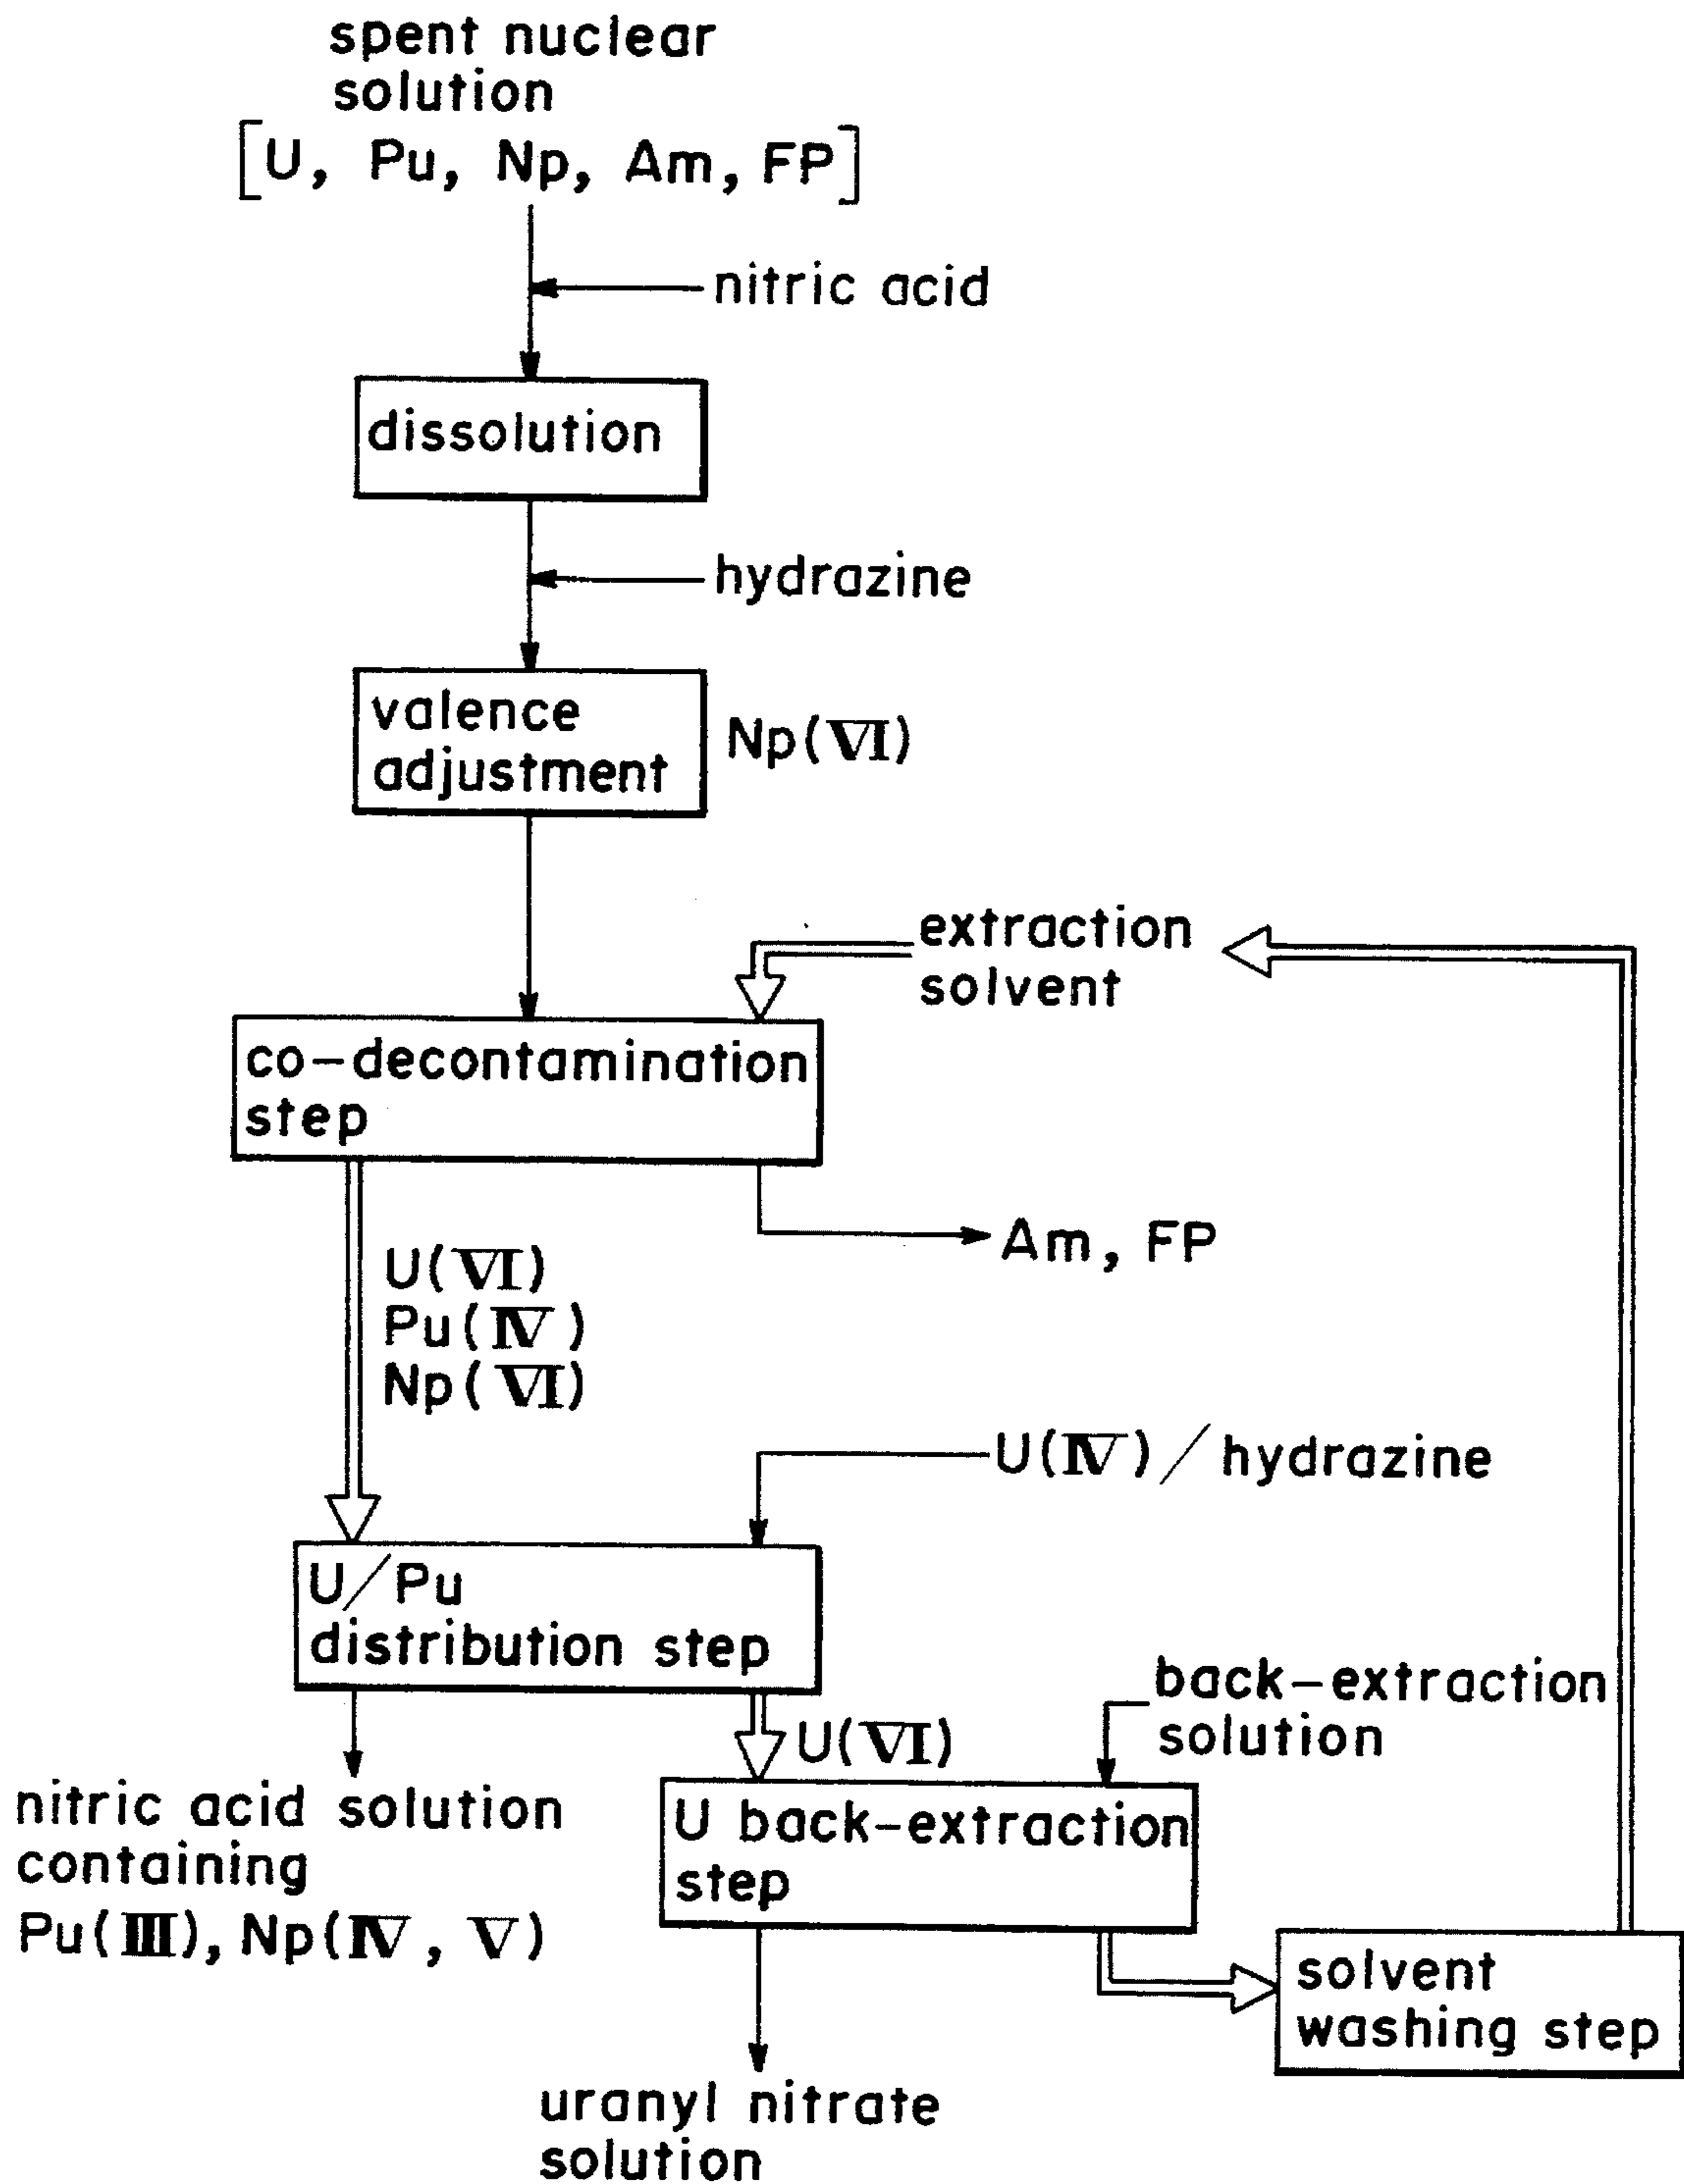 spent nuclear
solution
[U, Pu, Np, Am, FP]
nitric acid
dissolution
hydrazine
valence
adjustment
Np(VI)
extraction
solvent
co-decontamination
step
Am, FP
U(VI)
Pu(IV)
Np(VI)
U(IV)/hydrazine
U/Pu
distribution step
back-extraction
solution
U(VI)
nitric acid solution
containing
Pu(III), Np(IV, V)
U back-extraction
step
solvent
washing step
uranyl nitrate
solution